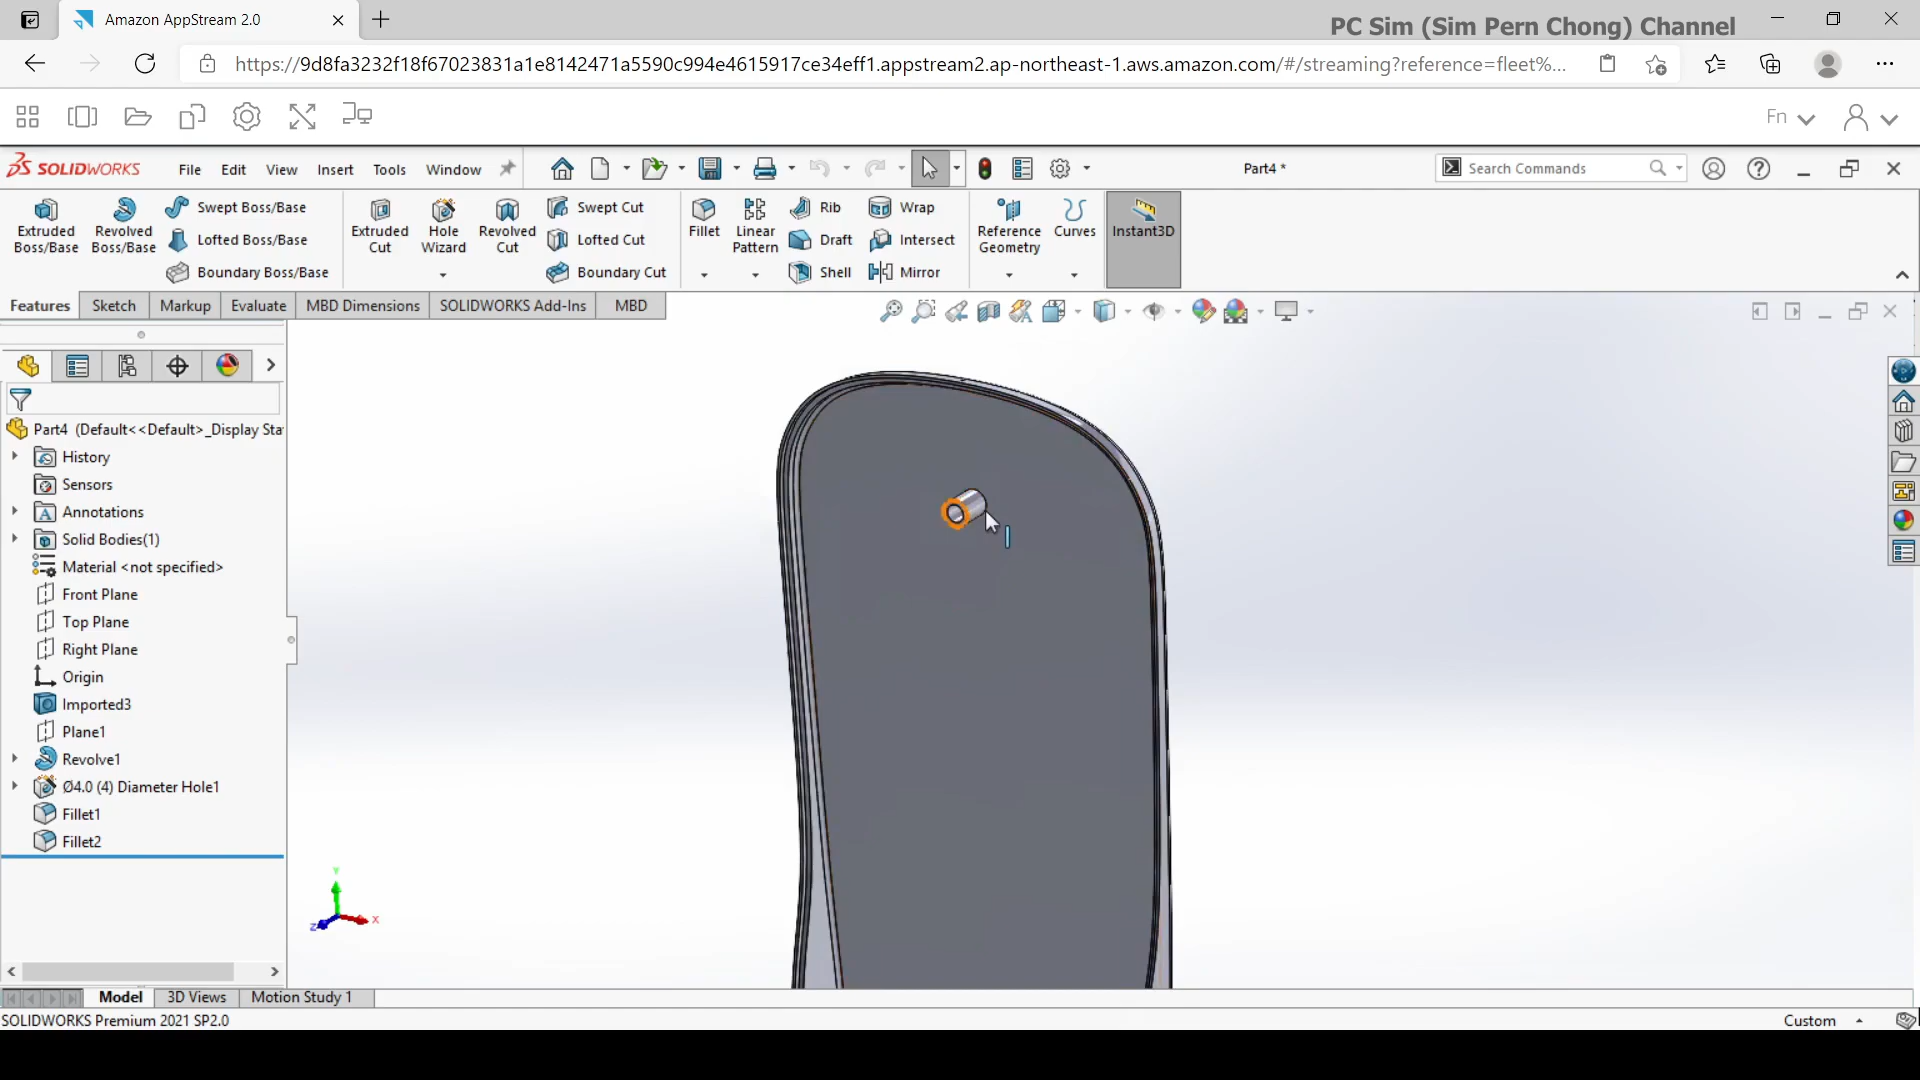 Amazon AppStream 2.0
PC Sim (Sim Pern Chong) Channel
https://9d8fa3232f18f67023831a1e8142471a5590c994e4615917ce34eff1.appstream2.ap-northeast-1.aws.amazon.com/#/streaming?reference=fleet%...
Fn
SOLIDWORKS File Edit View Insert Tools Window Part4 * Search Commands
Extruded Boss/Base
Revolved Boss/Base
Swept Boss/Base
Lofted Boss/Base
Boundary Boss/Base
Extruded Cut
Hole Wizard
Revolved Cut
Swept Cut
Lofted Cut
Boundary Cut
Fillet
Linear Pattern
Rib
Draft
Shell
Wrap
Intersect
Mirror
Reference Geometry
Curves
Instant3D
Features Sketch Markup Evaluate MBD Dimensions SOLIDWORKS Add-Ins MBD
Part4 (Default<<Default>_Display Sta
History
Sensors
Annotations
Solid Bodies(1)
Material <not specified>
Front Plane
Top Plane
Right Plane
Origin
Imported3
Plane1
Revolve1
Ø4.0 (4) Diameter Hole1
Fillet1
Fillet2
Y
X
Z
Model 3D Views Motion Study 1
SOLIDWORKS Premium 2021 SP2.0
Custom